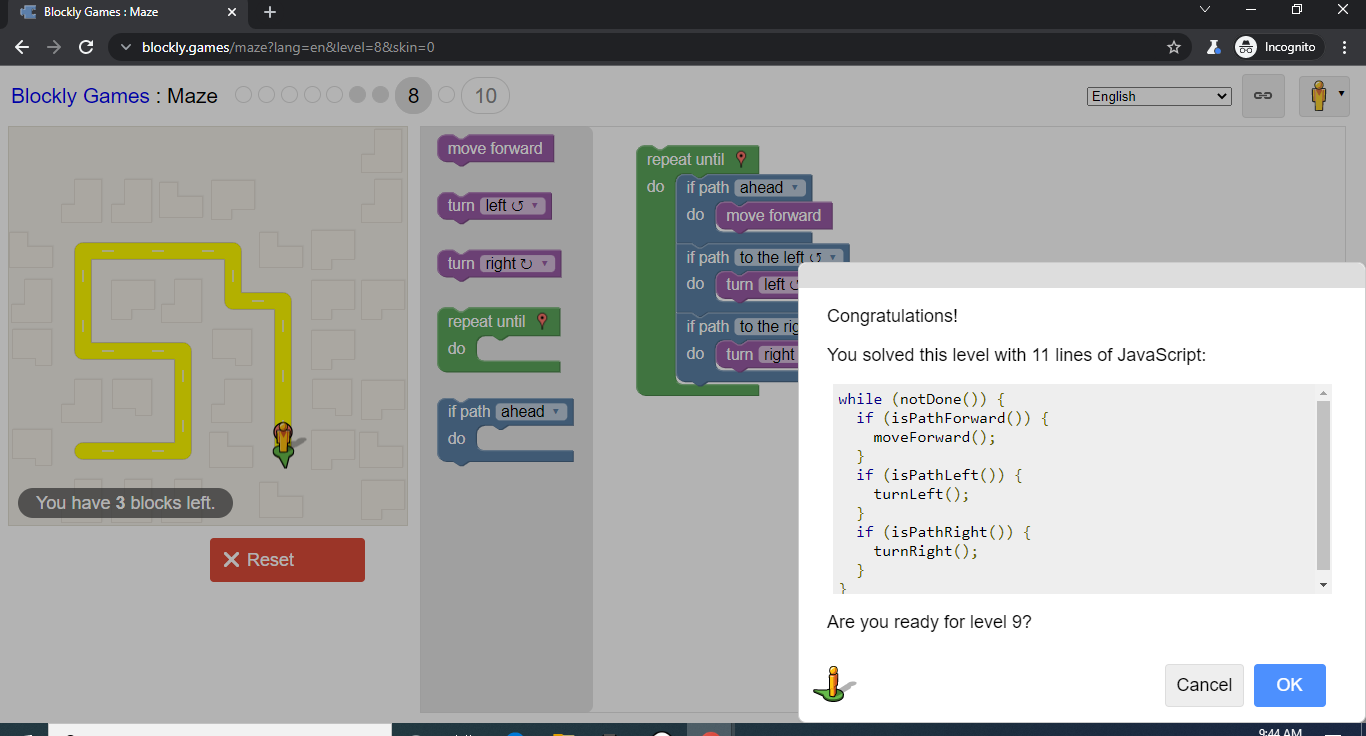 Blockly Games : Maze
blockly.games/maze?lang=en&level=8&skin=0
Incognito
Blockly Games : Maze
8
10
English
move forward
turn left
turn right
repeat until
do
if path ahead
do
repeat until
do
if path ahead
do
move forward
if path to the left
do
turn left
if path to the
do
turn right
You have 3 blocks left.
Reset
Congratulations!
You solved this level with 11 lines of JavaScript:
while (notDone()) {
if (isPathForward()) {
moveForward();
}
if (isPathLeft()) {
turnLeft();
}
if (isPathRight()) {
turnRight();
}
}
Are you ready for level 9?
Cancel
OK
9:44 AM